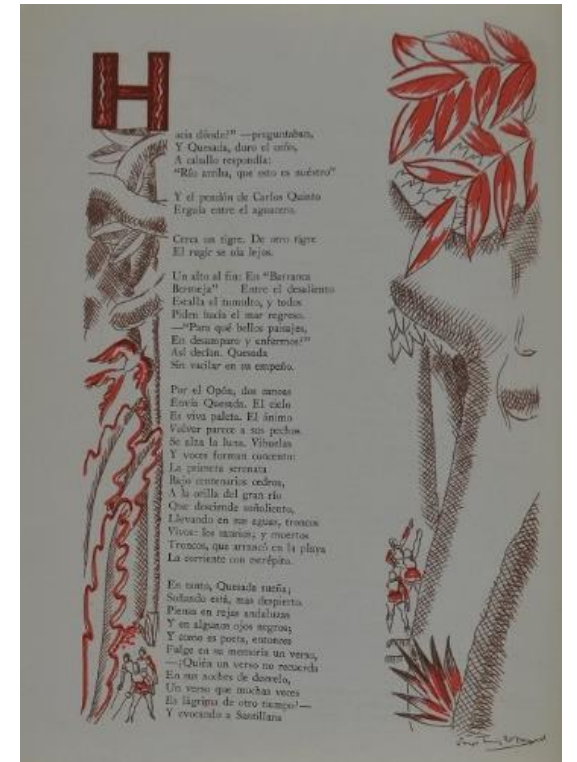 H
acia dónde?" —preguntaban,
Y Quesada, duro el ceño,
A caballo respondía:
"Río arriba, que esto es nuéstro"
Y el pendón de Carlos Quinto
Erguía entre el aguacero.
Cerca un tigre. De otro tigre
El rugir se oía lejos.
Un alto al fin: En "Barranca
Bermeja" Entre el desaliento
Estalla el tumulto, y todos
Piden hacia el mar regreso.
—"Para qué bellos paisajes,
En desamparo y enfermos?"
Así decían. Quesada
Sin vacilar en su empeño.
Por el Opón, dos canoas
Envía Quesada. El cielo
Es viva paleta. El ánimo
Volver parece a sus pechos.
Se alza la luna. Vihuelas
Y voces forman concento:
La primera serenata
Bajo centenarios cedros,
A la orilla del gran río
Que desciende soñoliento,
Llevando en sus aguas, troncos
Vivos: los saurios; y muertos
Troncos, que arrancó en la playa
La corriente con estrépito.
En tanto, Quesada sueña;
Soñando está, mas despierto.
Piensa en rejas andaluzas
Y en algunos ojos negros;
Y como es poeta, entonces
Fulge en su memoria un verso,
—¡Quién un verso no recuerda
En sus noches de desvelo,
Un verso que muchas veces
Es lágrima de otro tiempo!—
Y evocando a Santillana